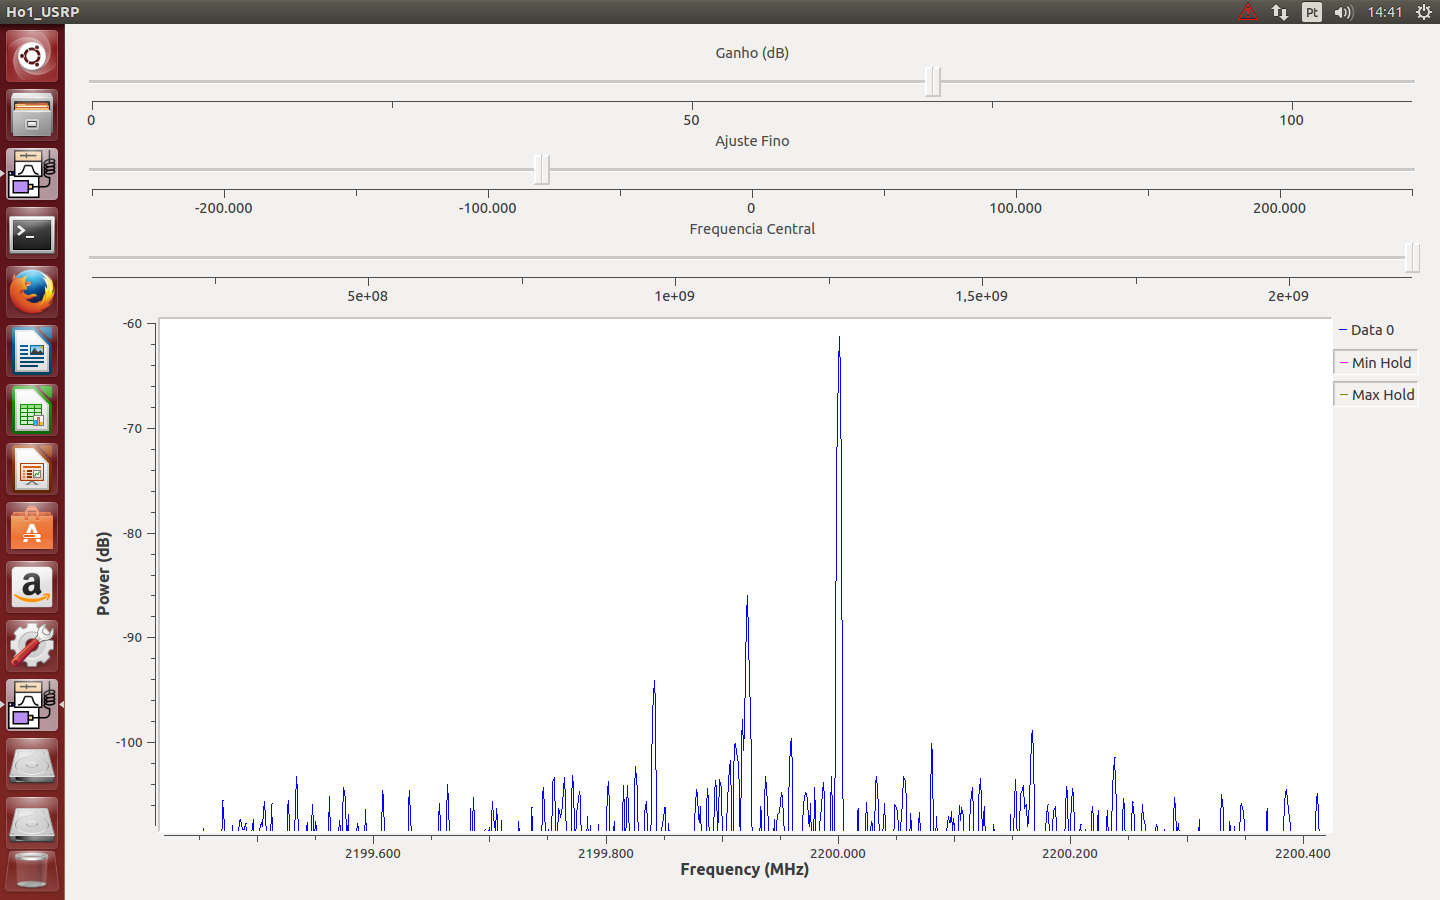 Ho1_USRP
Pt
14:41
Ganho (dB)
0 50 100
Ajuste Fino
-200.000 -100.000 0 100.000 200.000
Frequencia Central
5e+08 1e+09 1,5e+09 2e+09
-60
-70
-80
-90
-100
Power (dB)
Data 0
Min Hold
Max Hold
2199.600 2199.800 2200.000 2200.200 2200.400
Frequency (MHz)